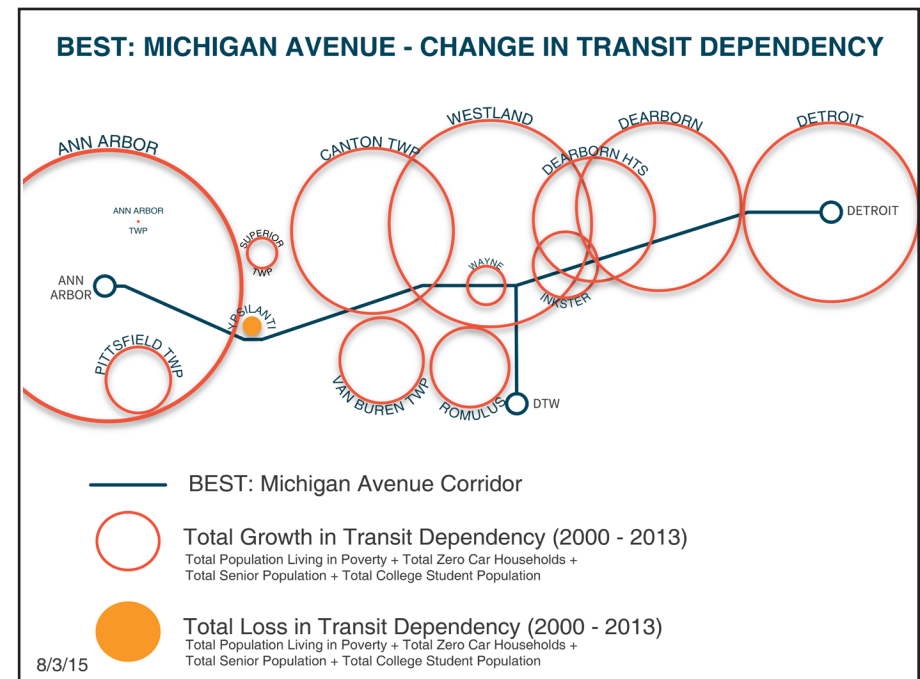 BEST: MICHIGAN AVENUE - CHANGE IN TRANSIT DEPENDENCY
ANN ARBOR
CANTON TWP
WESTLAND
DEARBORN HTS
DEARBORN
DETROIT
ANN ARBOR
TWP
SUPERIOR
TWP
DETROIT
ANN
ARBOR
WAYNE
INKSTER
YPSILANTI
PITTSFIELD TWP
VAN BUREN TWP
ROMULUS
DTW
BEST: Michigan Avenue Corridor
Total Growth in Transit Dependency (2000 - 2013)
Total Population Living in Poverty + Total Zero Car Households +
Total Senior Population + Total College Student Population
Total Loss in Transit Dependency (2000 - 2013)
Total Population Living in Poverty + Total Zero Car Households +
Total Senior Population + Total College Student Population
8/3/15